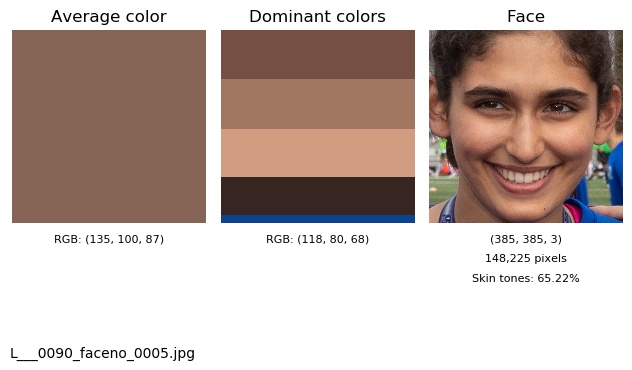 Average color
Dominant colors
Face
RGB: (135, 100, 87)
RGB: (118, 80, 68)
(385, 385, 3)
148,225 pixels
Skin tones: 65.22%
L___0090_faceno_0005.jpg